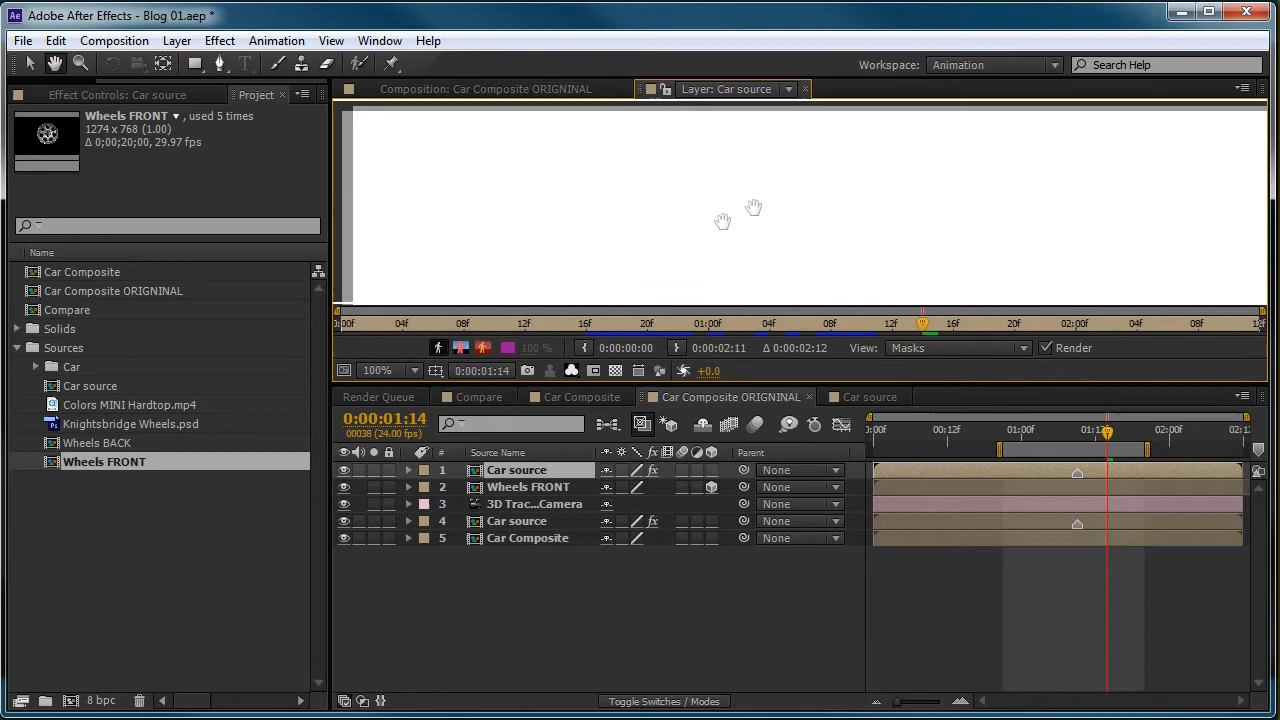 Adobe After Effects - Blog 01.aep *
File Edit Composition Layer Effect Animation View Window Help
Workspace: Animation Search Help
Effect Controls: Car source Project
Composition: Car Composite ORIGNINAL Layer: Car source
Wheels FRONT , used 5 times
1274 x 768 (1.00)
Δ 0;00;20;00, 29.97 fps
Name
Car Composite
Car Composite ORIGNINAL
Compare
Solids
Sources
Car
Car source
Colors MINI Hardtop.mp4
Knightsbridge Wheels.psd
Wheels BACK
Wheels FRONT
8 bpc
:00f 04f 08f 12f 16f 20f 01:00f 04f 08f 12f 16f 20f 02:00f 04f 08f 12f
100 % 0:00:00:00 0:00:02:11 Δ 0:00:02:12 View: Masks Render
100% 0:00:01:14 +0.0
Render Queue Compare Car Composite Car Composite ORIGNINAL Car source
0:00:01:14
00038 (24.00 fps)
:00f 00:12f 01:00f 01:12f 02:00f 02:12
# Source Name Parent
1 Car source None
2 Wheels FRONT None
3 3D Trac...Camera None
4 Car source None
5 Car Composite None
Toggle Switches / Modes